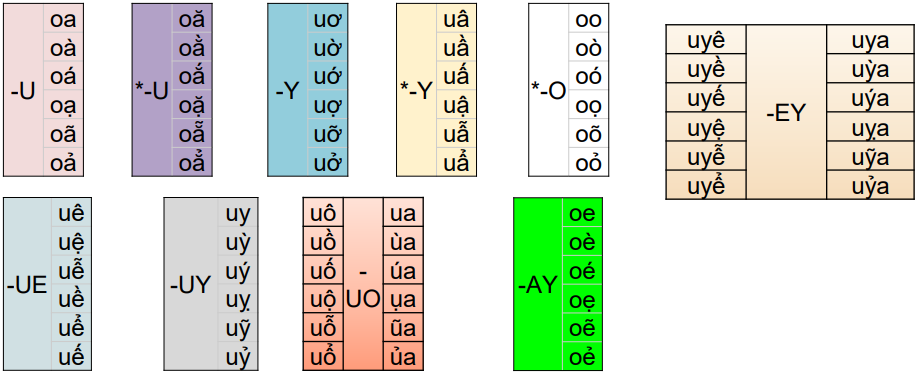 -U
oa
oà
oá
oạ
oã
oả
*-U
oă
oằ
oắ
oặ
oẵ
oẳ
-Y
uơ
uờ
uớ
uợ
uỡ
uở
*-Y
uâ
uầ
uấ
uậ
uẫ
uẩ
*-O
oo
oò
oó
oọ
oõ
oỏ
uyê
uyề
uyế
uyệ
uyễ
uyể
-EY
uya
uỳa
uýa
uỵa
uỹa
uỷa
-UE
uê
uệ
uễ
uề
uể
uế
-UY
uy
uỳ
uý
uỵ
uỹ
uỷ
uô
uồ
uố
uộ
uỗ
uổ
-
UO
ua
ùa
úa
ụa
ũa
ủa
-AY
oe
oè
oé
oẹ
oẽ
oẻ